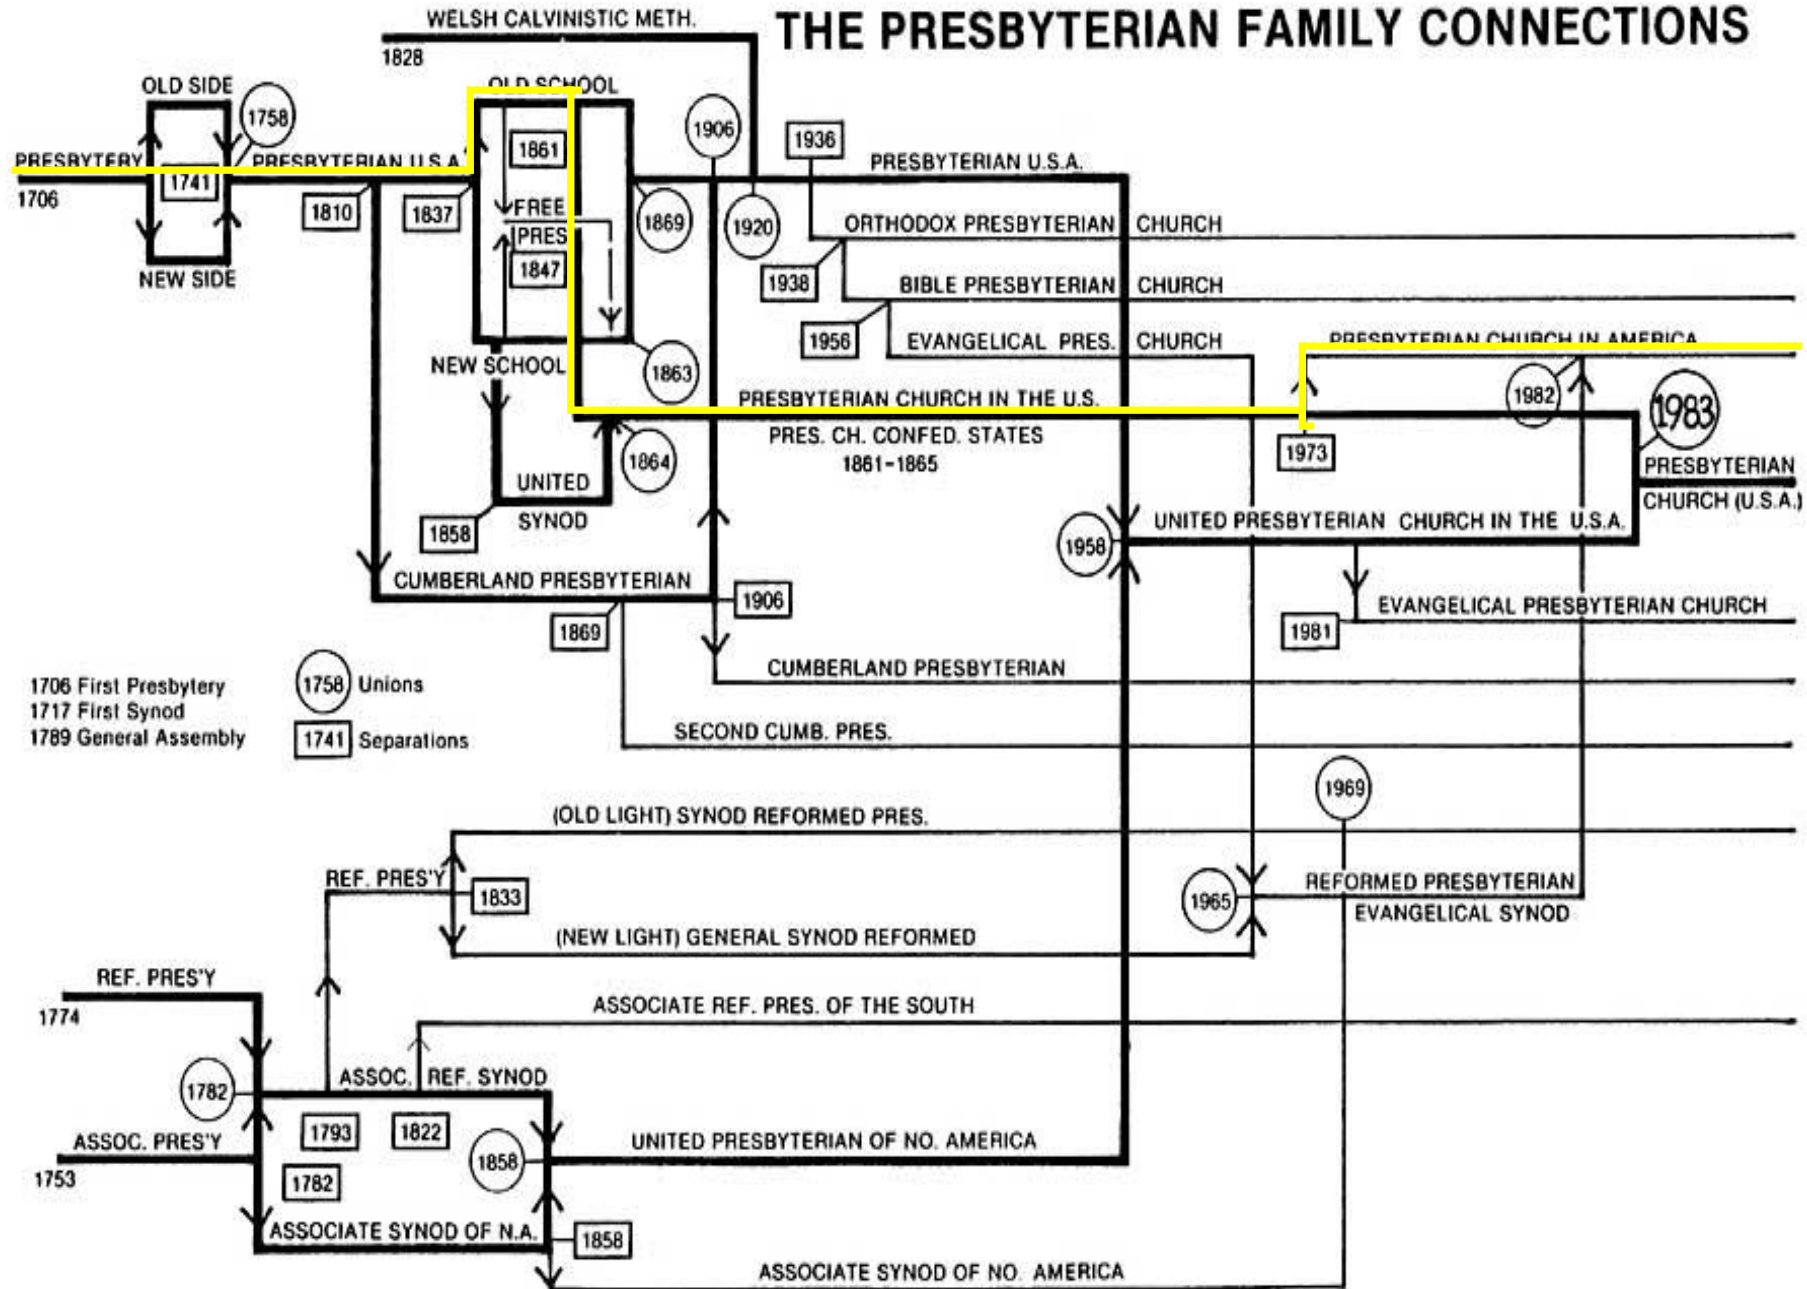 THE PRESBYTERIAN FAMILY CONNECTIONS
WELSH CALVINISTIC METH.
1828
OLD SIDE
1758
PRESBYTERY
1706
1741
NEW SIDE
PRESBYTERIAN U.S.A.
1810
1837
OLD SCHOOL
1861
FREE
PRES
1847
NEW SCHOOL
1869
1863
1906
1920
1936
PRESBYTERIAN U.S.A.
ORTHODOX PRESBYTERIAN CHURCH
1938
BIBLE PRESBYTERIAN CHURCH
1956
EVANGELICAL PRES. CHURCH
PRESBYTERIAN CHURCH IN AMERICA
1982
1983
PRESBYTERIAN CHURCH IN THE U.S.
PRES. CH. CONFED. STATES
1861-1865
1973
PRESBYTERIAN
CHURCH (U.S.A.)
1864
UNITED
SYNOD
1858
1958
UNITED PRESBYTERIAN CHURCH IN THE U.S.A.
CUMBERLAND PRESBYTERIAN
1906
1869
EVANGELICAL PRESBYTERIAN CHURCH
1981
CUMBERLAND PRESBYTERIAN
SECOND CUMB. PRES.
1706 First Presbytery
1717 First Synod
1789 General Assembly
1758 Unions
1741 Separations
1969
(OLD LIGHT) SYNOD REFORMED PRES.
REF. PRES'Y
1833
1965
REFORMED PRESBYTERIAN
EVANGELICAL SYNOD
(NEW LIGHT) GENERAL SYNOD REFORMED
REF. PRES'Y
1774
ASSOCIATE REF. PRES. OF THE SOUTH
1782
ASSOC. REF. SYNOD
1793
1822
ASSOC. PRES'Y
1753
1782
1858
UNITED PRESBYTERIAN OF NO. AMERICA
ASSOCIATE SYNOD OF N.A.
1858
ASSOCIATE SYNOD OF NO. AMERICA